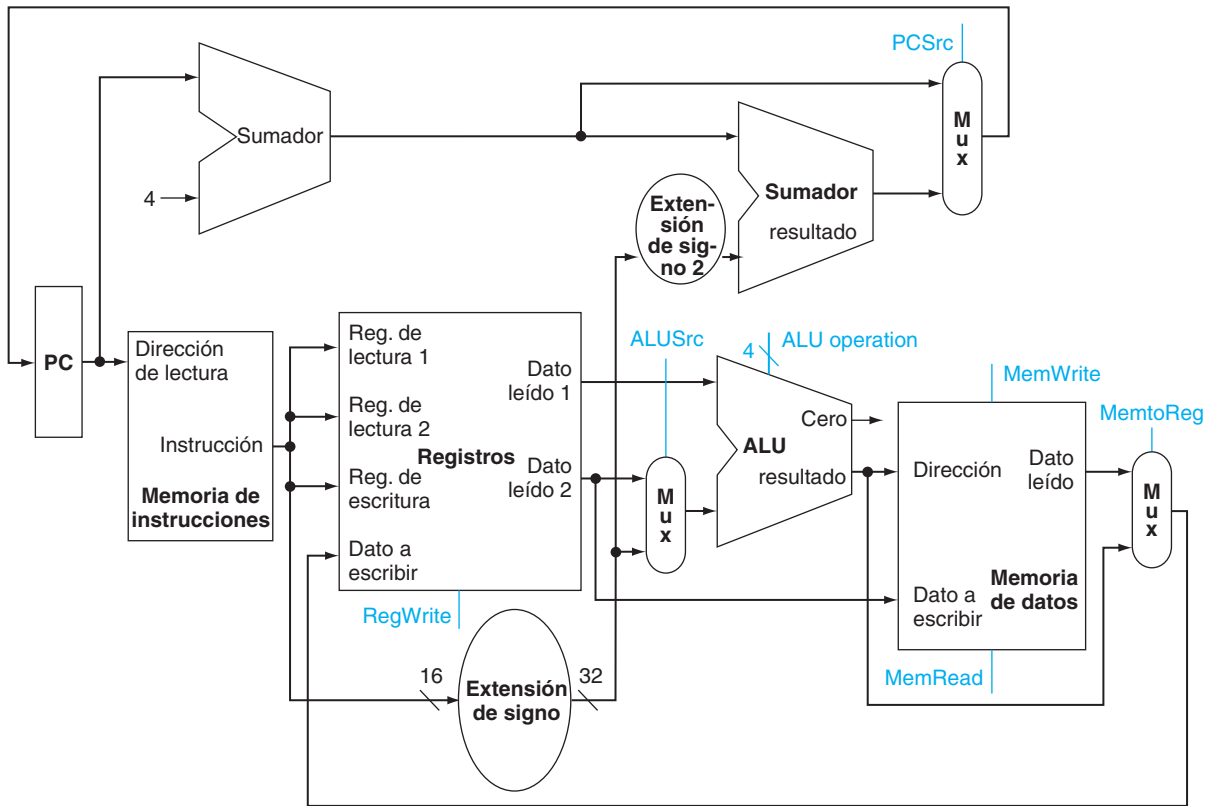 PCSrc
Sumador
M
u
x
4
Sumador
resultado
Exten-
sión
de sig-
no 2
PC
Dirección
de lectura
Instrucción
Memoria de
instrucciones
Reg. de
lectura 1
Reg. de
lectura 2
Registros
Reg. de
escritura
Dato a
escribir
Dato
leído 1
Dato
leído 2
RegWrite
16
Extensión
de signo
32
ALUSrc
M
u
x
4
ALU operation
Cero
ALU
resultado
MemWrite
Dirección
Dato
leído
Dato a
escribir
Memoria
de datos
MemRead
MemtoReg
M
u
x